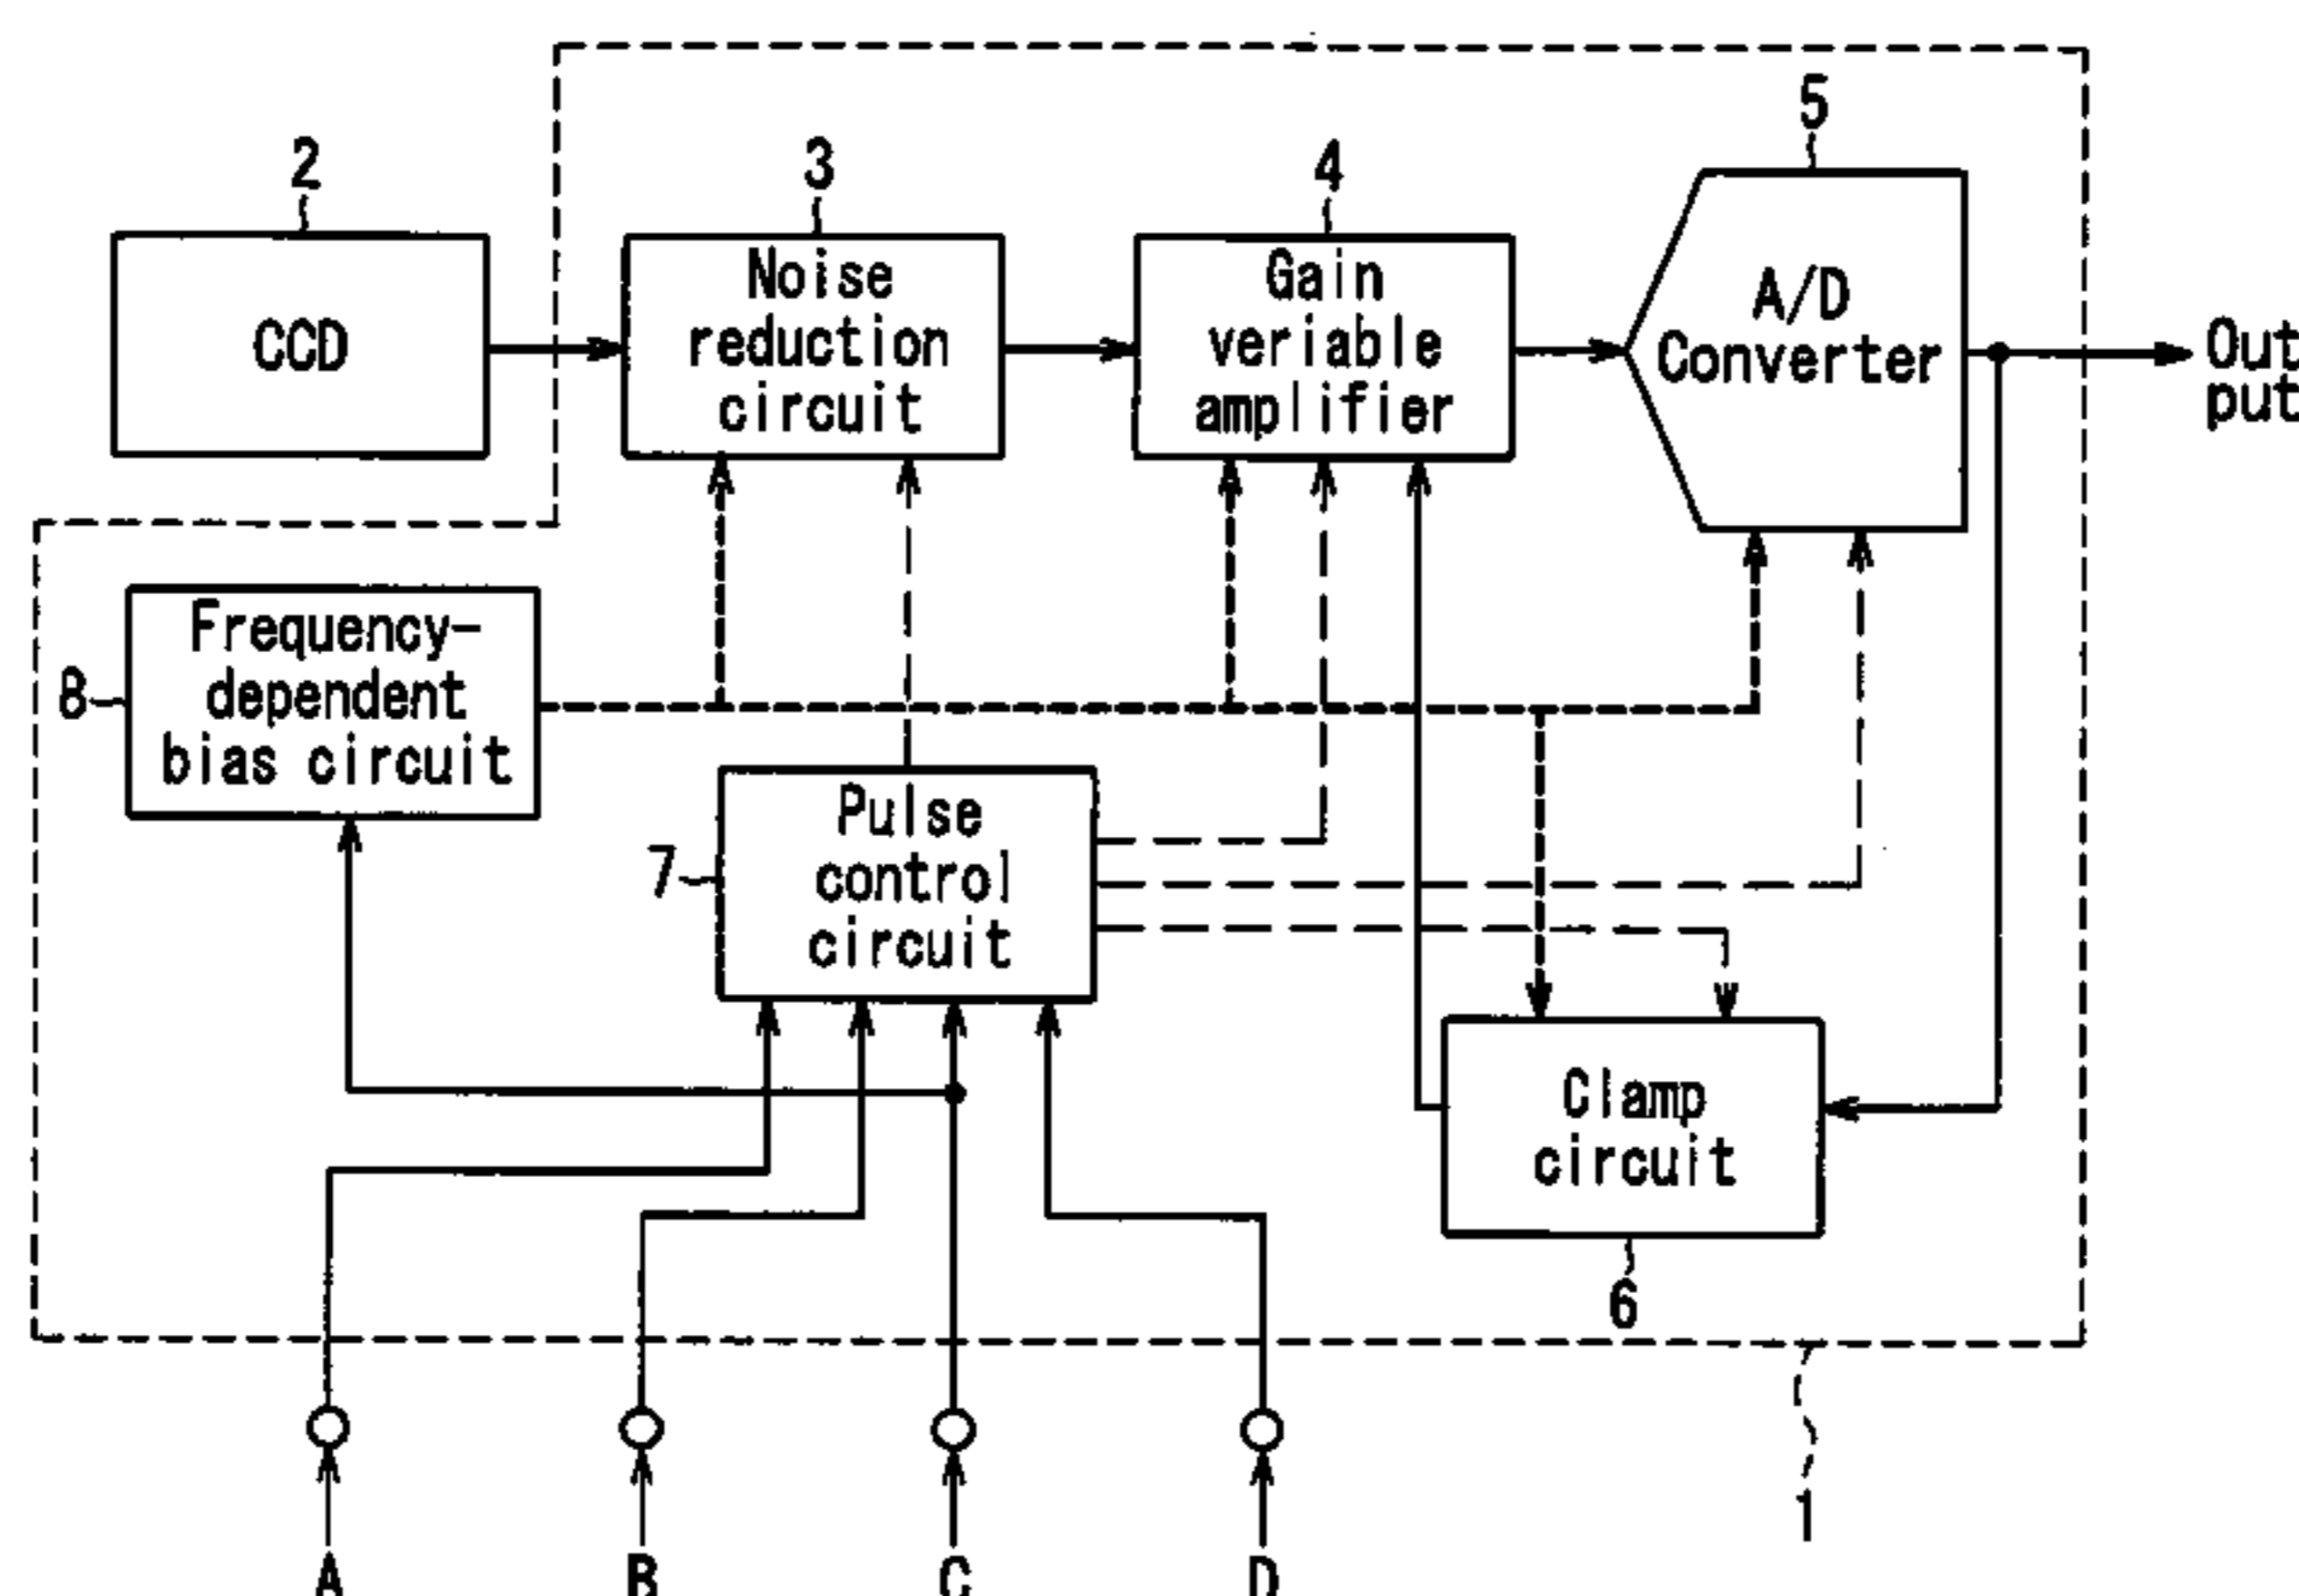 5
2
3
4
CCD
Noise
reduction
circuit
Gain
veriable
amplifier
A/D
Converter
Out
put
8
Frequency-
dependent
bias circuit
7
Pulse
control
circuit
Clamp
circuit
6
1
A
B
C
D